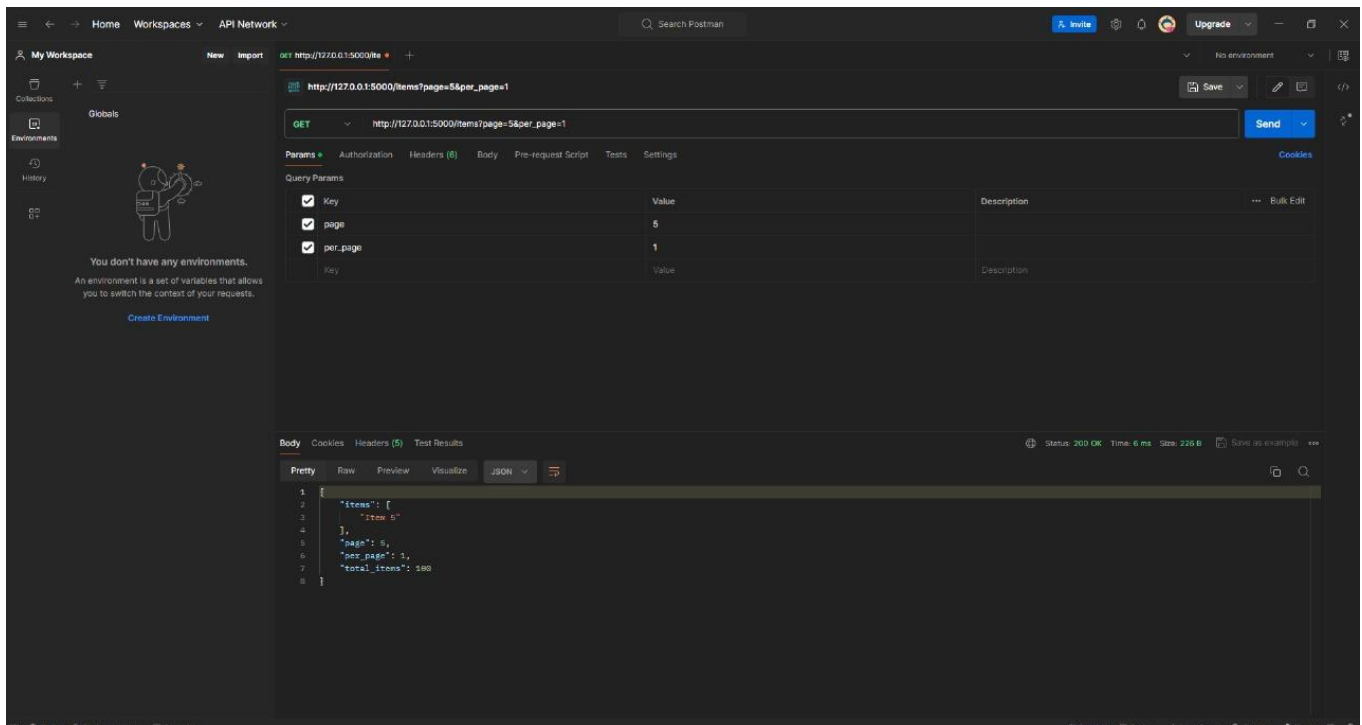 Home Workspaces API Network Search Postman Invite Upgrade
My Workspace New Import GET http://127.0.0.1:5000/ite No environment
Collections
Environments
History
Globals
You don't have any environments.
An environment is a set of variables that allows
you to switch the context of your requests.
Create Environment
http://127.0.0.1:5000/items?page=5&per_page=1 Save
GET http://127.0.0.1:5000/items?page=5&per_page=1 Send
Params Authorization Headers (6) Body Pre-request Script Tests Settings Cookies
Query Params
Key Value Description ••• Bulk Edit
page 5
per_page 1
Key Value Description
Body Cookies Headers (5) Test Results Status: 200 OK Time: 6 ms Size: 226 B Save as example •••
Pretty Raw Preview Visualize JSON
1 {
2 "items": [
3 "Item 5"
4 ],
5 "page": 5,
6 "per_page": 1,
7 "total_items": 100
8 }